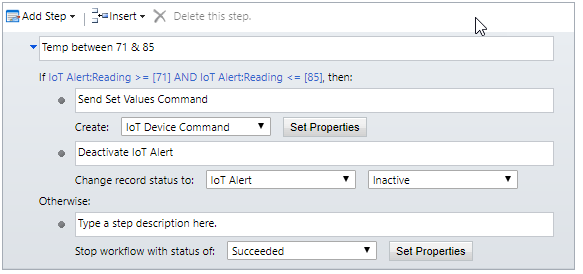 Add Step Insert Delete this step.
Temp between 71 & 85
If IoT Alert:Reading >= [71] AND IoT Alert:Reading <= [85], then:
Send Set Values Command
Create: IoT Device Command Set Properties
Deactivate IoT Alert
Change record status to: IoT Alert Inactive
Otherwise:
Type a step description here.
Stop workflow with status of: Succeeded Set Properties